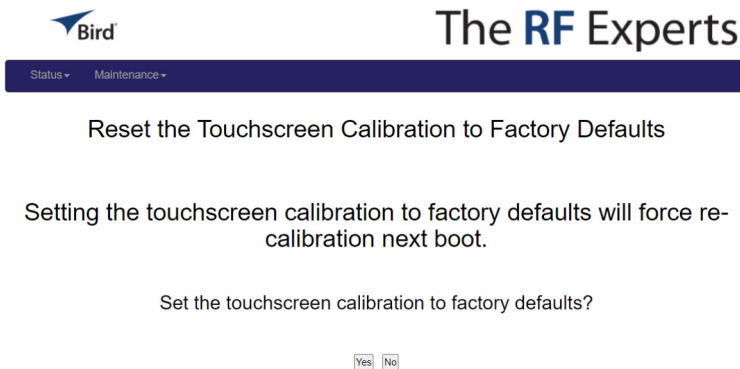 Bird
The RF Experts
Status Maintenance
Reset the Touchscreen Calibration to Factory Defaults
Setting the touchscreen calibration to factory defaults will force re-
calibration next boot.
Set the touchscreen calibration to factory defaults?
Yes No